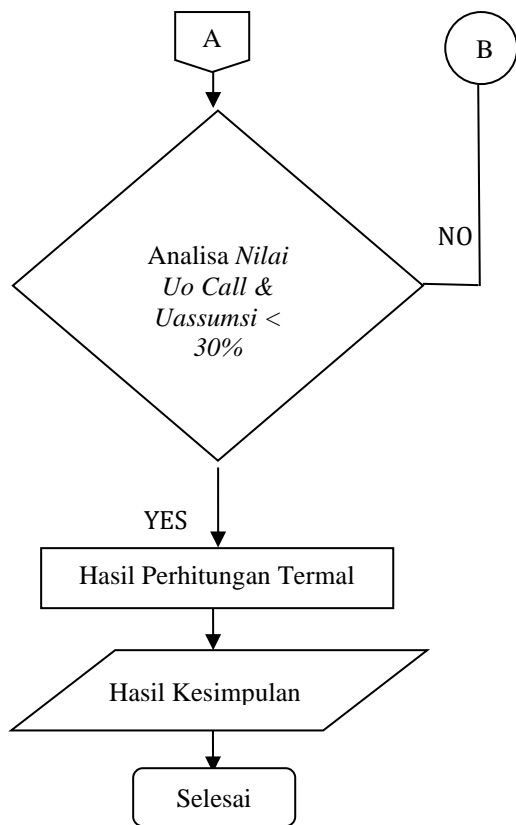 A
B
NO
Analisa Nilai
Uo Call &
Uassumsi <
30%
YES
Hasil Perhitungan Termal
Hasil Kesimpulan
Selesai